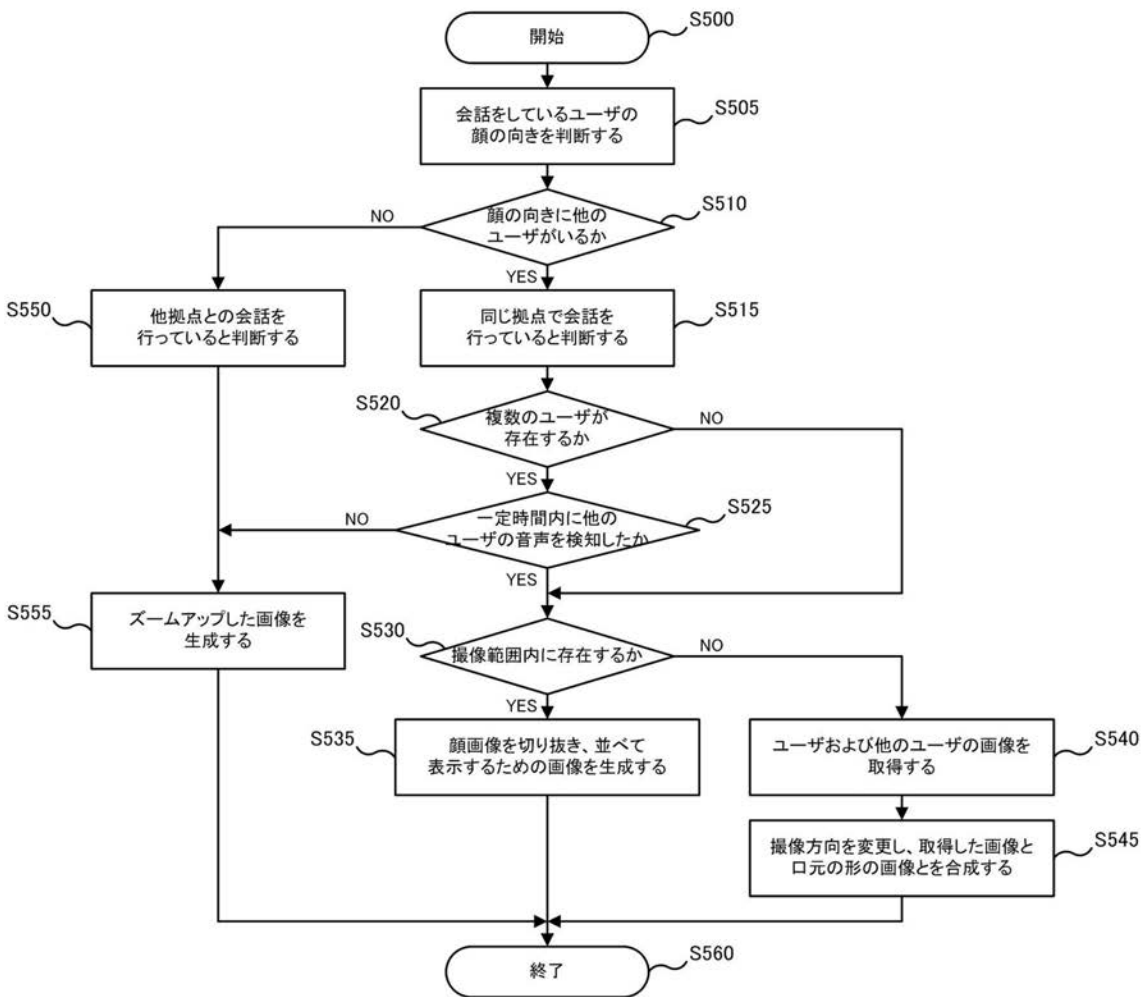 開始
S500
会話をしているユーザの
顔の向きを判断する
S505
顔の向きに他の
ユーザがいるか
S510
NO
YES
S550
他拠点との会話を
行っていると判断する
同じ拠点で会話を
行っていると判断する
S515
S520
複数のユーザが
存在するか
NO
YES
一定時間内に他の
ユーザの音声を検知したか
S525
NO
YES
S555
ズームアップした画像を
生成する
S530
撮像範囲内に存在するか
NO
YES
S535
顔画像を切り抜き、並べて
表示するための画像を生成する
ユーザおよび他のユーザの画像を
取得する
S540
撮像方向を変更し、取得した画像と
口元の形の画像とを合成する
S545
終了
S560